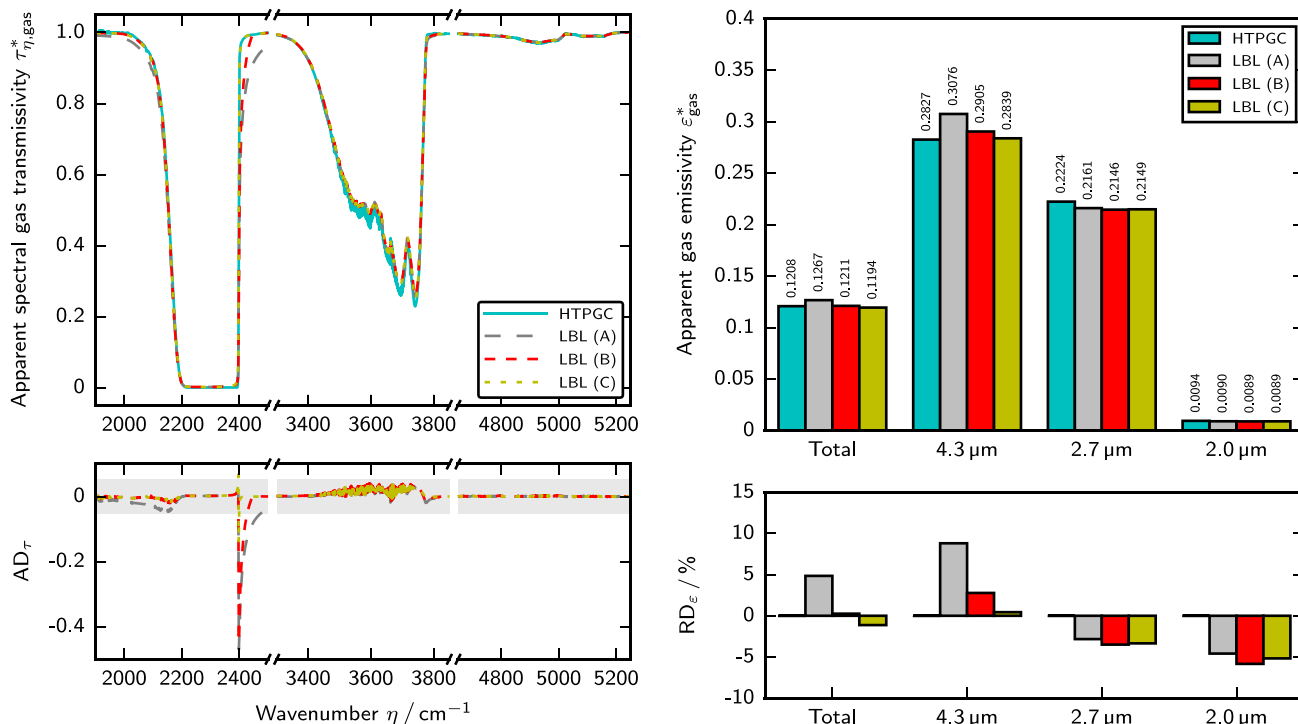 Apparent spectral gas transmissivity τ*η,gas
1.0
0.8
0.6
0.4
0.2
0
HTPGC
LBL (A)
LBL (B)
LBL (C)
2000 2200 2400 3400 3600 3800 4800 5000 5200
ADτ
0
-0.2
-0.4
2000 2200 2400 3400 3600 3800 4800 5000 5200
Wavenumber η / cm−1
Apparent gas emissivity ε*gas
0.4
0.35
0.3
0.25
0.2
0.15
0.1
0.05
0
HTPGC
LBL (A)
LBL (B)
LBL (C)
0.1208 0.1267 0.1211 0.1194
0.2827 0.3076 0.2905 0.2839
0.2224 0.2161 0.2146 0.2149
0.0094 0.0090 0.0089 0.0089
Total 4.3 µm 2.7 µm 2.0 µm
RDε / %
15
10
5
0
-5
-10
Total 4.3 µm 2.7 µm 2.0 µm